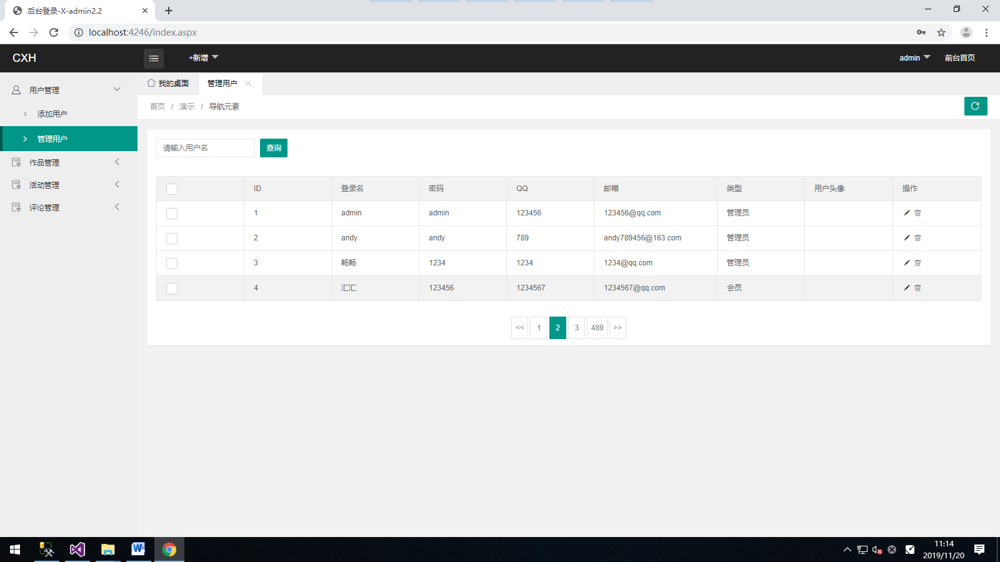 后台登录-X-admin2.2
localhost:4246/index.aspx
CXH
+新增
admin
前台首页
用户管理
添加用户
管理用户
作品管理
活动管理
评论管理
我的桌面
管理用户
首页 / 演示 / 导航元素
请输入用户名
查询
ID 登录名 密码 QQ 邮箱 类型 用户头像 操作
1 admin admin 123456 123456@qq.com 管理员
2 andy andy 789 andy789456@163.com 管理员
3 畅畅 1234 1234 1234@qq.com 管理员
4 汇汇 123456 1234567 1234567@qq.com 会员
<< 1 2 3 489 >>
11:14
2019/11/20